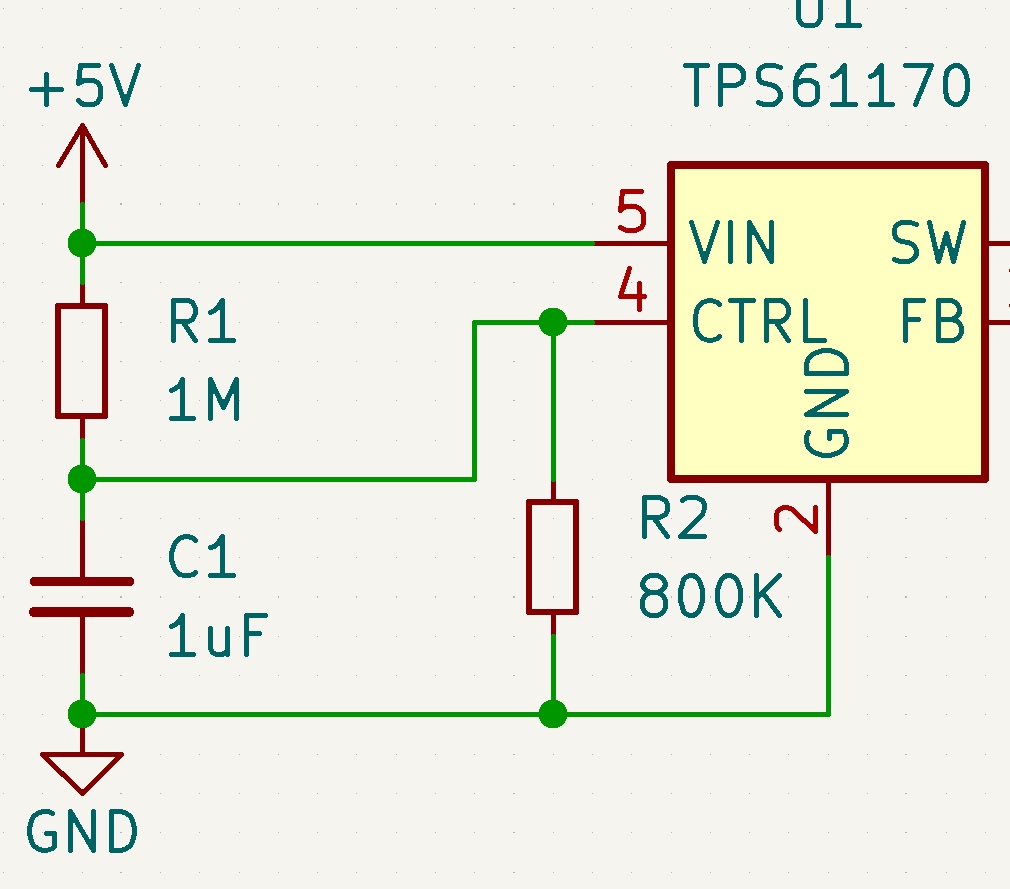 U1
TPS61170
+5V
5
VIN
SW
4
CTRL
FB
GND
R1
1M
2
R2
800K
C1
1uF
GND